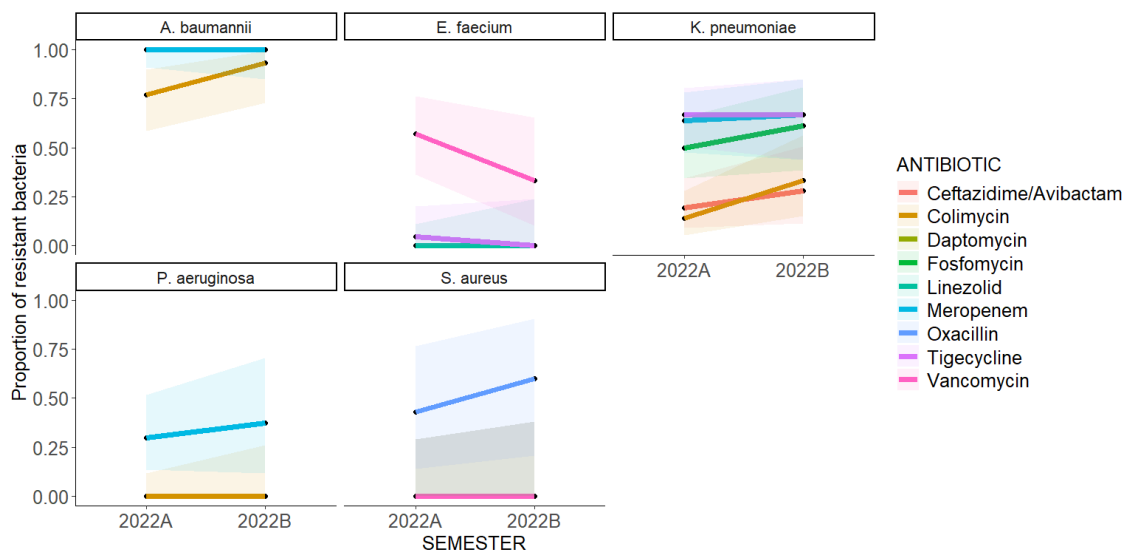 A. baumannii
E. faecium
K. pneumoniae
1.00
0.75
0.50
0.25
0.00
2022A
2022B
P. aeruginosa
S. aureus
1.00
0.75
0.50
0.25
0.00
2022A
2022B
2022A
2022B
SEMESTER
Proportion of resistant bacteria
ANTIBIOTIC
Ceftazidime/Avibactam
Colimycin
Daptomycin
Fosfomycin
Linezolid
Meropenem
Oxacillin
Tigecycline
Vancomycin